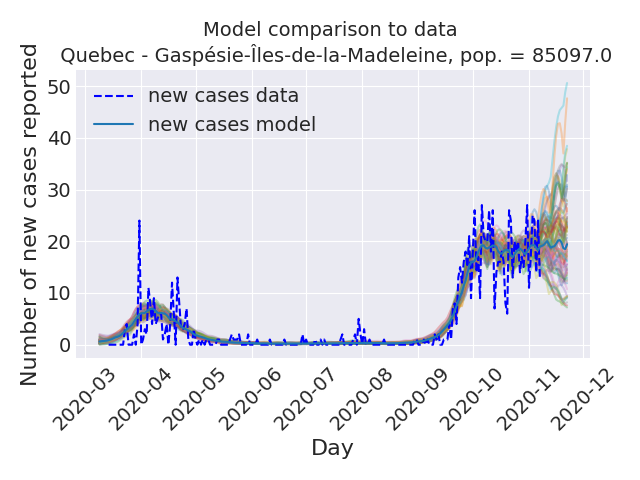 Model comparison to data
Quebec - Gaspésie-Îles-de-la-Madeleine, pop. = 85097.0
new cases data
new cases model
Number of new cases reported
50
40
30
20
10
0
2020-03
2020-04
2020-05
2020-06
2020-07
2020-08
2020-09
2020-10
2020-11
2020-12
Day